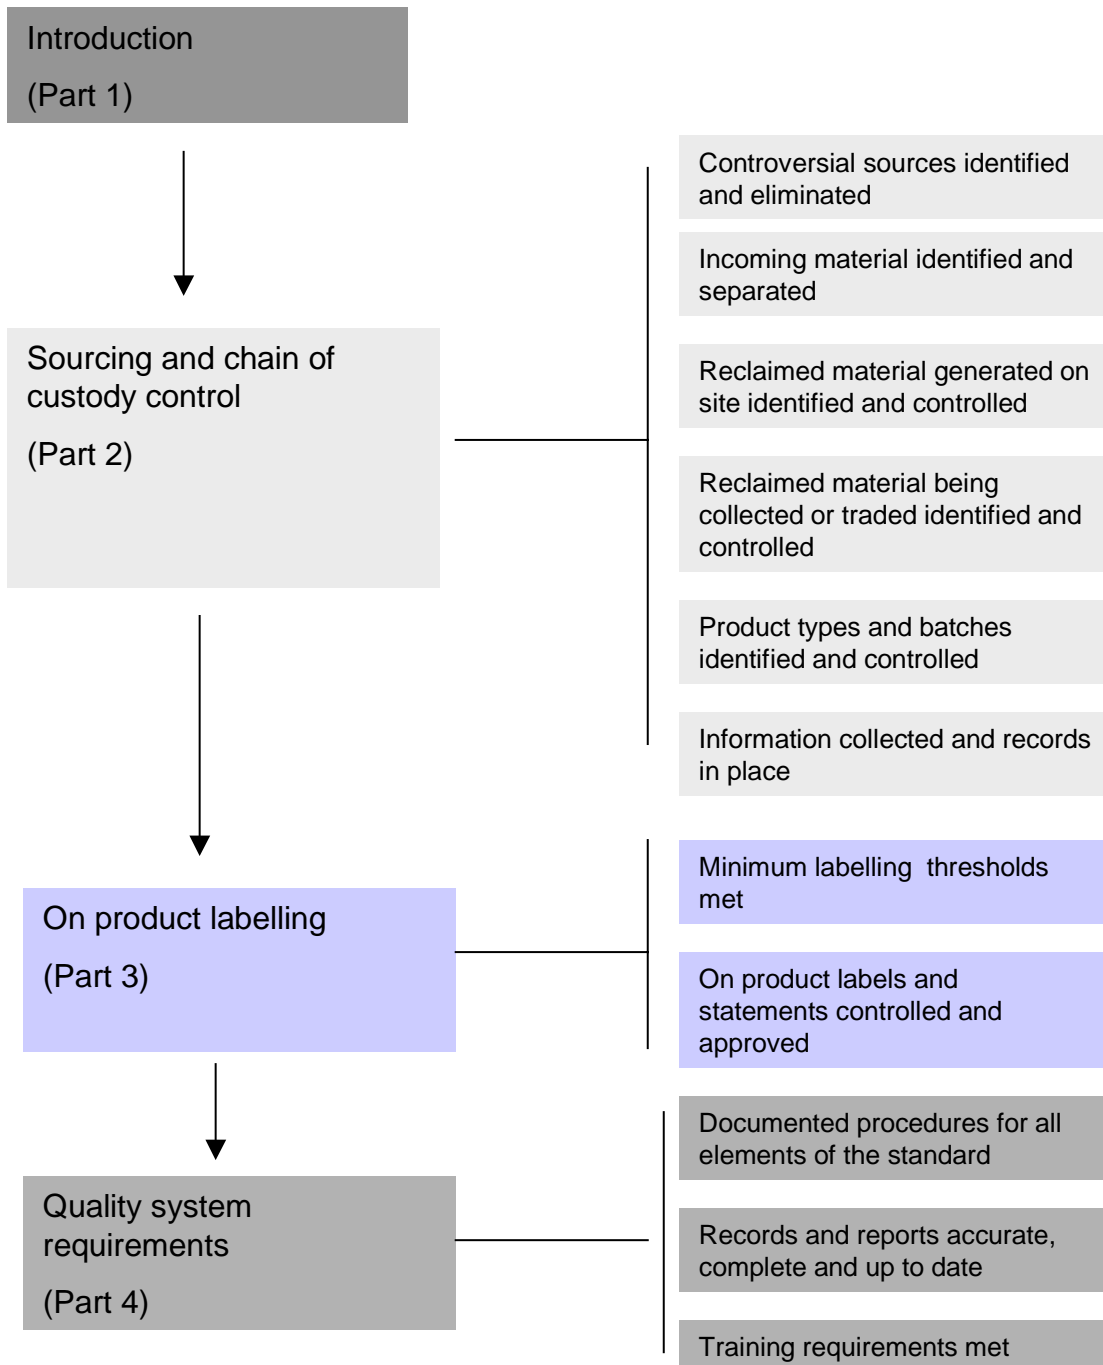 Introduction
(Part 1)
Controversial sources identified
and eliminated
Incoming material identified and
separated
Sourcing and chain of
custody control
(Part 2)
Reclaimed material generated on
site identified and controlled
Reclaimed material being
collected or traded identified and
controlled
Product types and batches
identified and controlled
Information collected and records
in place
On product labelling
(Part 3)
Minimum labelling  thresholds
met
On product labels and
statements controlled and
approved
Quality system
requirements
(Part 4)
Documented procedures for all
elements of the standard
Records and reports accurate,
complete and up to date
Training requirements met